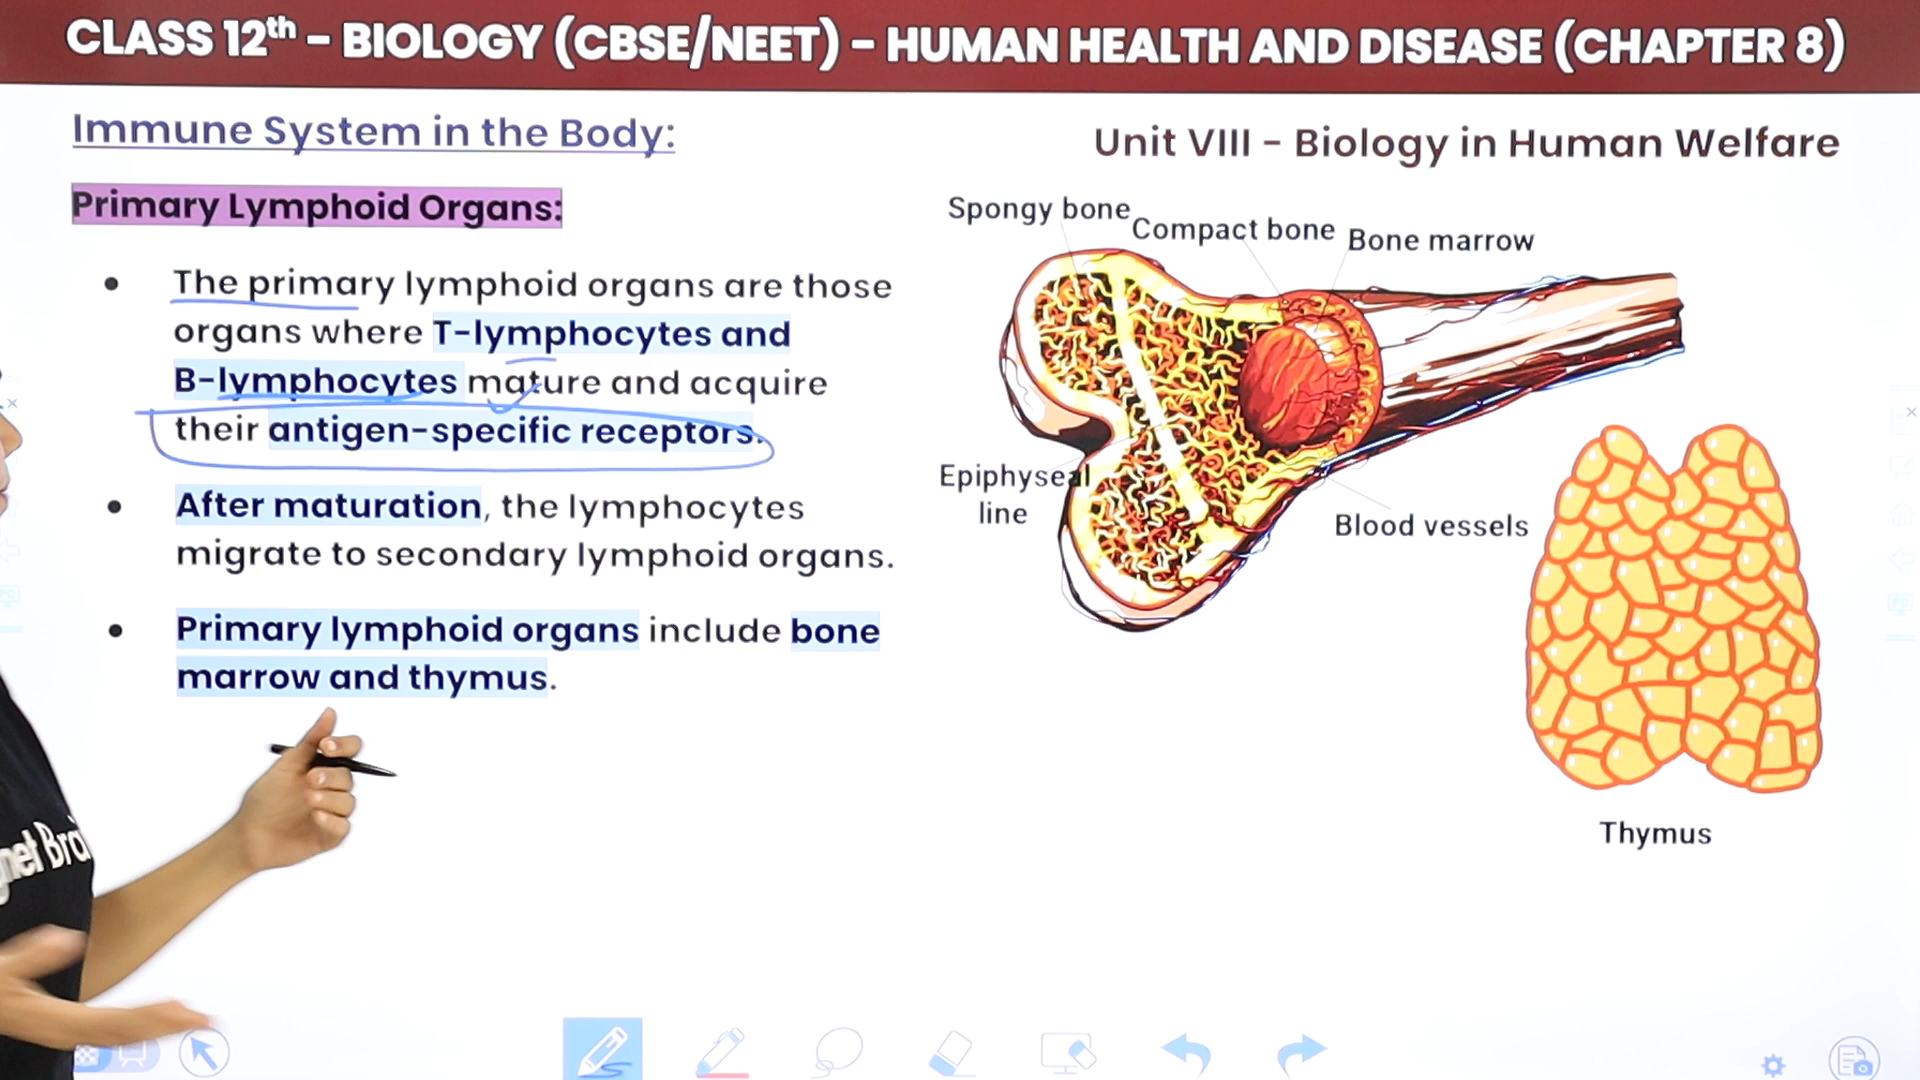 CLASS 12th – BIOLOGY (CBSE/NEET) – HUMAN HEALTH AND DISEASE (CHAPTER 8)
Immune System in the Body:
Unit VIII – Biology in Human Welfare
Primary Lymphoid Organs:
• The primary lymphoid organs are those
organs where T-lymphocytes and
B-lymphocytes mature and acquire
their antigen-specific receptors.
• After maturation, the lymphocytes
migrate to secondary lymphoid organs.
• Primary lymphoid organs include bone
marrow and thymus.
Spongy bone
Compact bone
Bone marrow
Epiphyseal
line
Blood vessels
Thymus